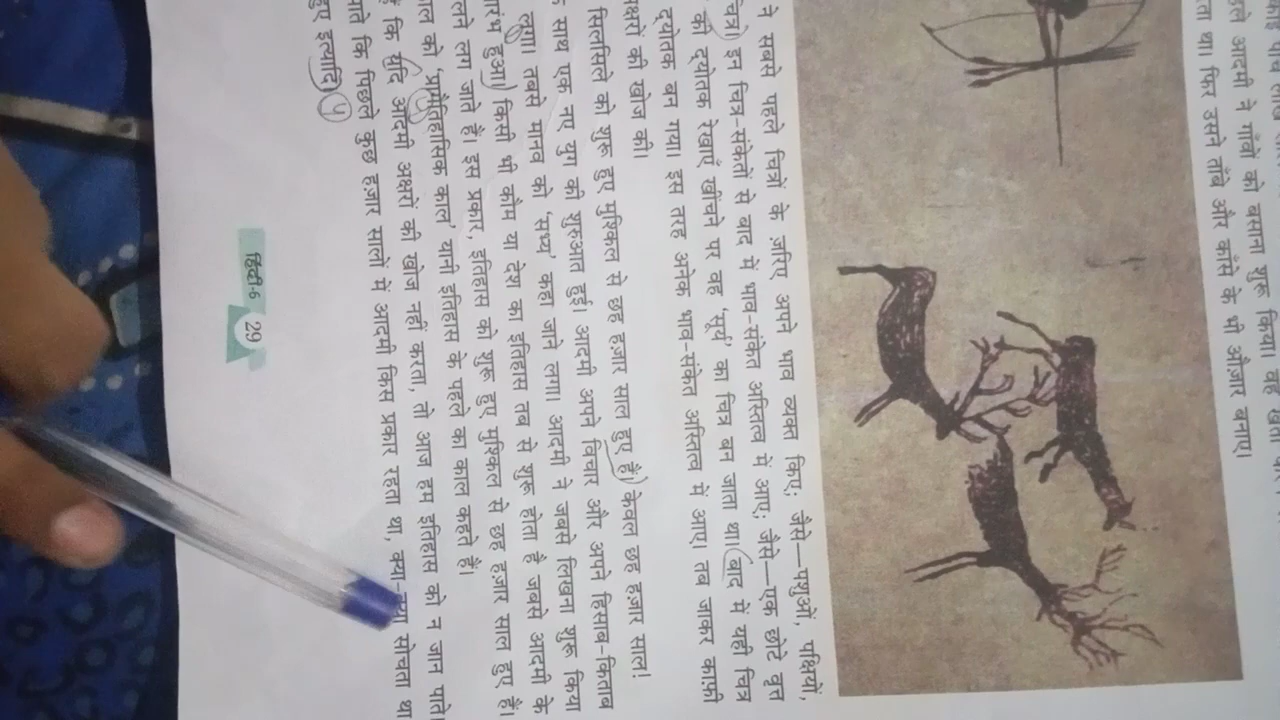 पहले आदमी ने गाँवों को बसाना शुरू किया। वह खेती
था। फिर उसने ताँबे और काँसे के भी औज़ार बनाए।
ने सबसे पहले चित्रों के ज़रिए अपने भाव व्यक्त किए; जैसे—पशुओं, पक्षियों,
इन चित्र-संकेतों से बाद में भाव-संकेत अस्तित्व में आए; जैसे—एक छोटे वृत्त
की द्योतक रेखाएँ खींचने पर वह 'सूर्य' का चित्र बन जाता था। बाद में यही चित्र
द्योतक बन गया। इस तरह अनेक भाव-संकेत अस्तित्व में आए। तब जाकर काफ़ी
अक्षरों की खोज की।
सिलसिले को शुरू हुए मुश्किल से छह हज़ार साल हुए हैं। केवल छह हज़ार साल!
साथ एक नए युग की शुरुआत हुई। आदमी अपने विचार और अपने हिसाब-किताब
लगा। तबसे मानव को 'सभ्य' कहा जाने लगा। आदमी ने जबसे लिखना शुरू किया
हुआ। किसी भी कौम या देश का इतिहास तब से शुरू होता है जबसे आदमी के
लग जाते हैं। इस प्रकार, इतिहास को शुरू हुए मुश्किल से छह हज़ार साल हुए हैं।
काल को 'प्रागैतिहासिक काल' यानी इतिहास के पहले का काल कहते हैं।
कि यदि आदमी अक्षरों की खोज नहीं करता, तो आज हम इतिहास को न जान पाते।
कि पिछले कुछ हज़ार सालों में आदमी किस प्रकार रहता था, क्या-क्या सोचता था
हुए इत्यादि।
हिंदी-6 29